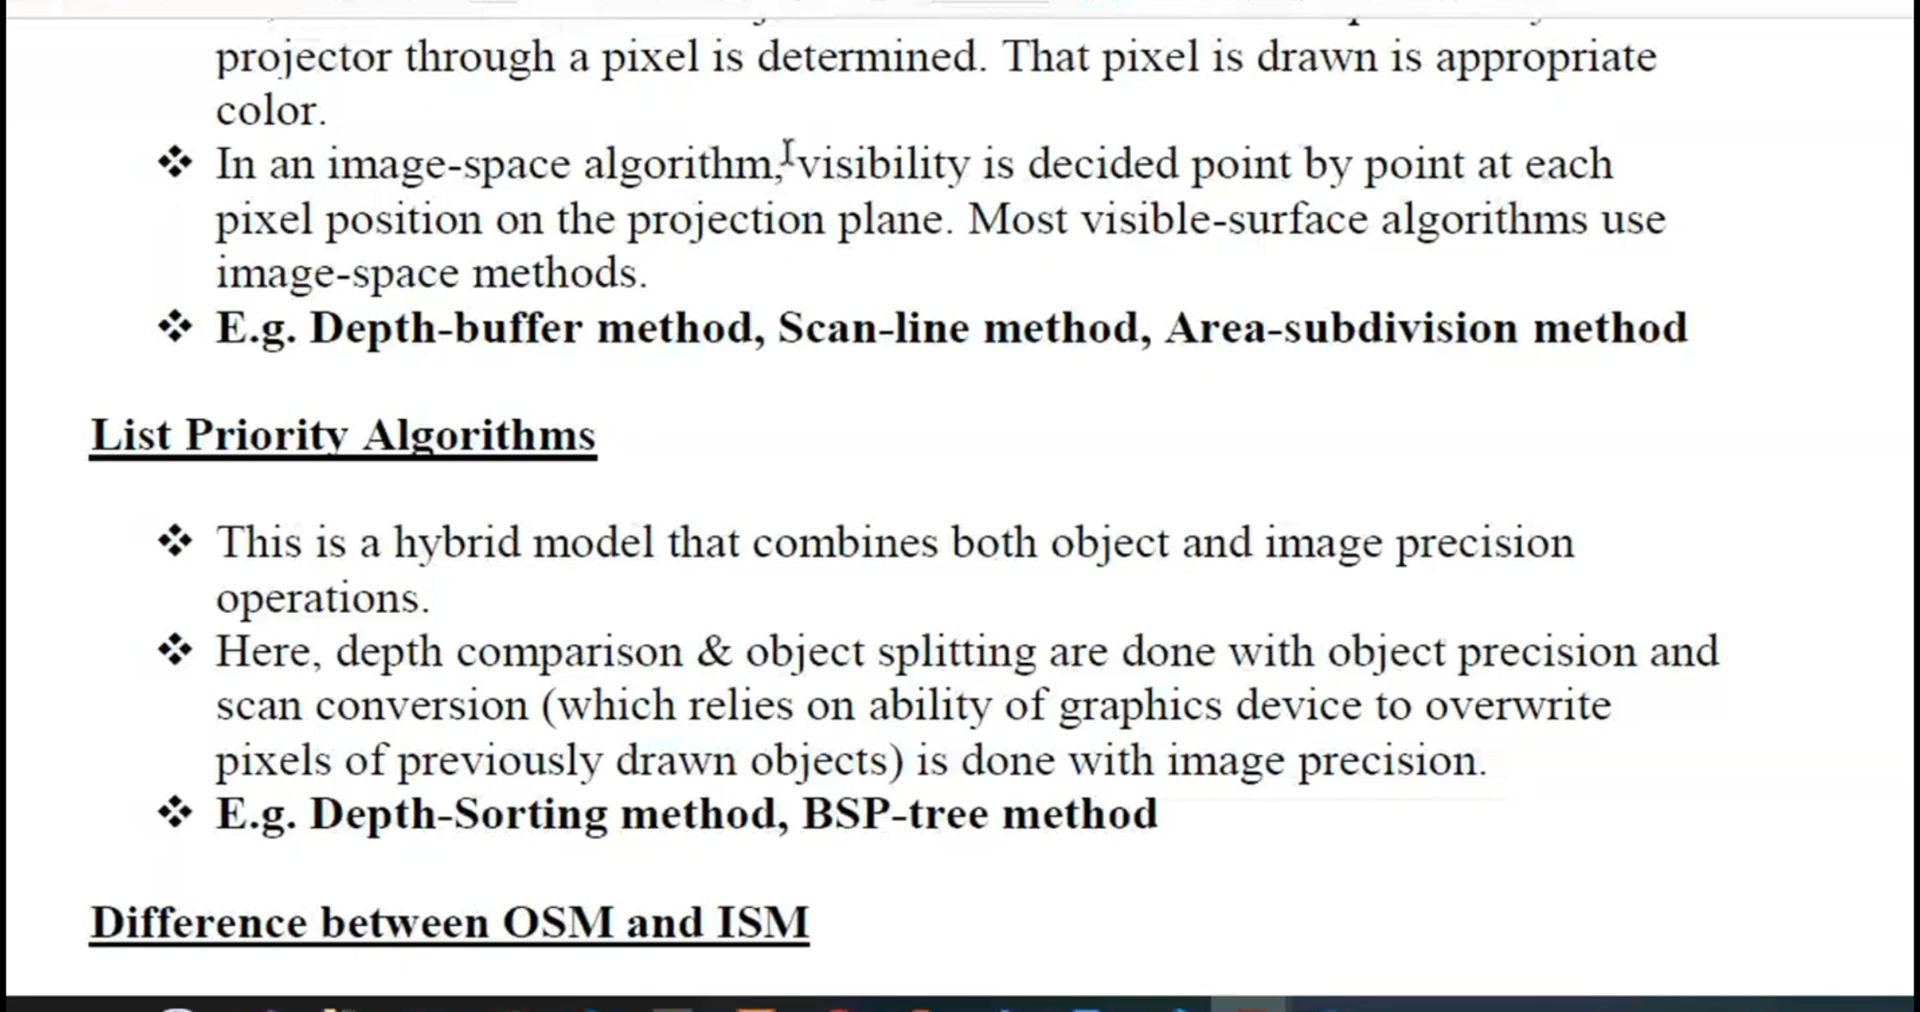 projector through a pixel is determined. That pixel is drawn is appropriate
color.
❖ In an image-space algorithm, visibility is decided point by point at each
pixel position on the projection plane. Most visible-surface algorithms use
image-space methods.
❖ E.g. Depth-buffer method, Scan-line method, Area-subdivision method
List Priority Algorithms
❖ This is a hybrid model that combines both object and image precision
operations.
❖ Here, depth comparison & object splitting are done with object precision and
scan conversion (which relies on ability of graphics device to overwrite
pixels of previously drawn objects) is done with image precision.
❖ E.g. Depth-Sorting method, BSP-tree method
Difference between OSM and ISM